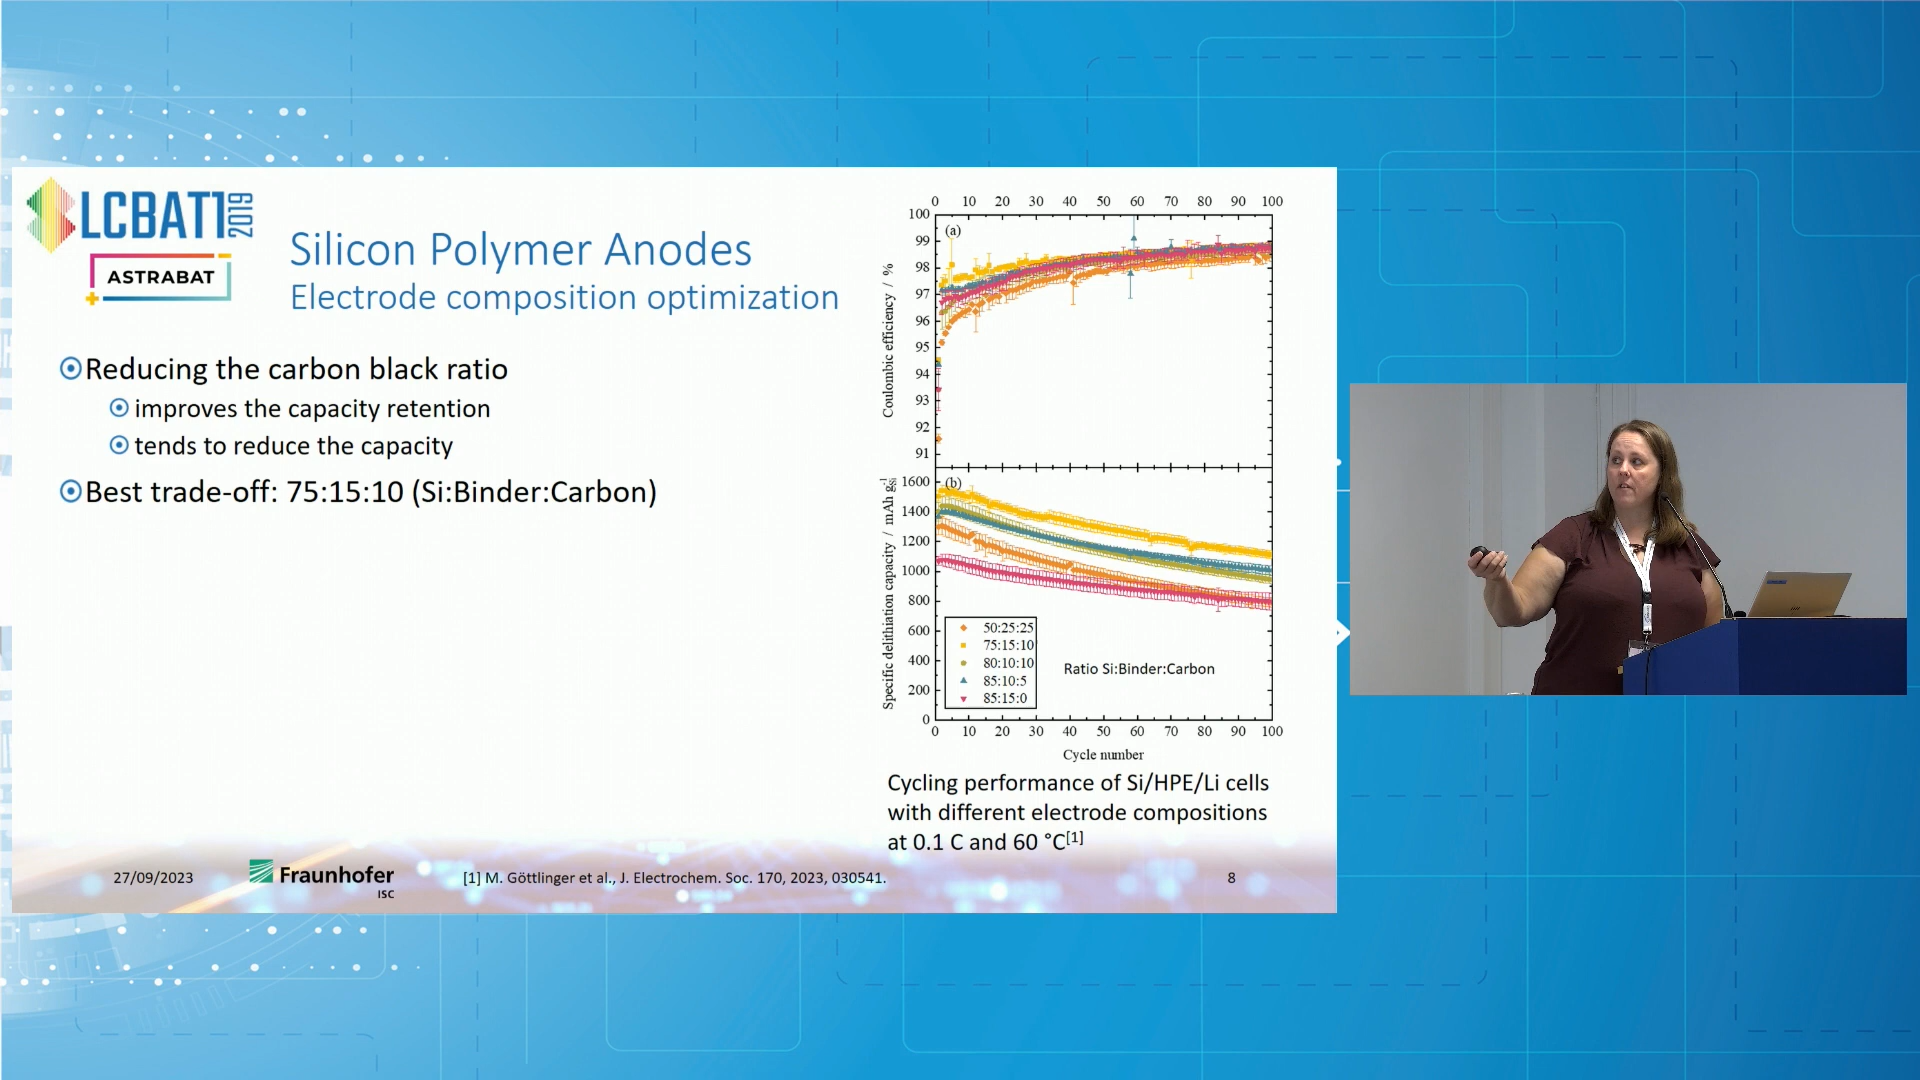 LCBAT1 2019
ASTRABAT
Silicon Polymer Anodes
Electrode composition optimization
Reducing the carbon black ratio
improves the capacity retention
tends to reduce the capacity
Best trade-off: 75:15:10 (Si:Binder:Carbon)
0 10 20 30 40 50 60 70 80 90 100
(a)
100
99
98
97
96
95
94
93
92
91
Coulombic efficiency / %
(b)
1600
1400
1200
1000
800
600
400
200
0
Specific delithiation capacity / mAh g_Si^-1
50:25:25
75:15:10
80:10:10
85:10:5
85:15:0
Ratio Si:Binder:Carbon
0 10 20 30 40 50 60 70 80 90 100
Cycle number
Cycling performance of Si/HPE/Li cells
with different electrode compositions
at 0.1 C and 60 °C[1]
27/09/2023
Fraunhofer
ISC
[1] M. Göttlinger et al., J. Electrochem. Soc. 170, 2023, 030541.
8